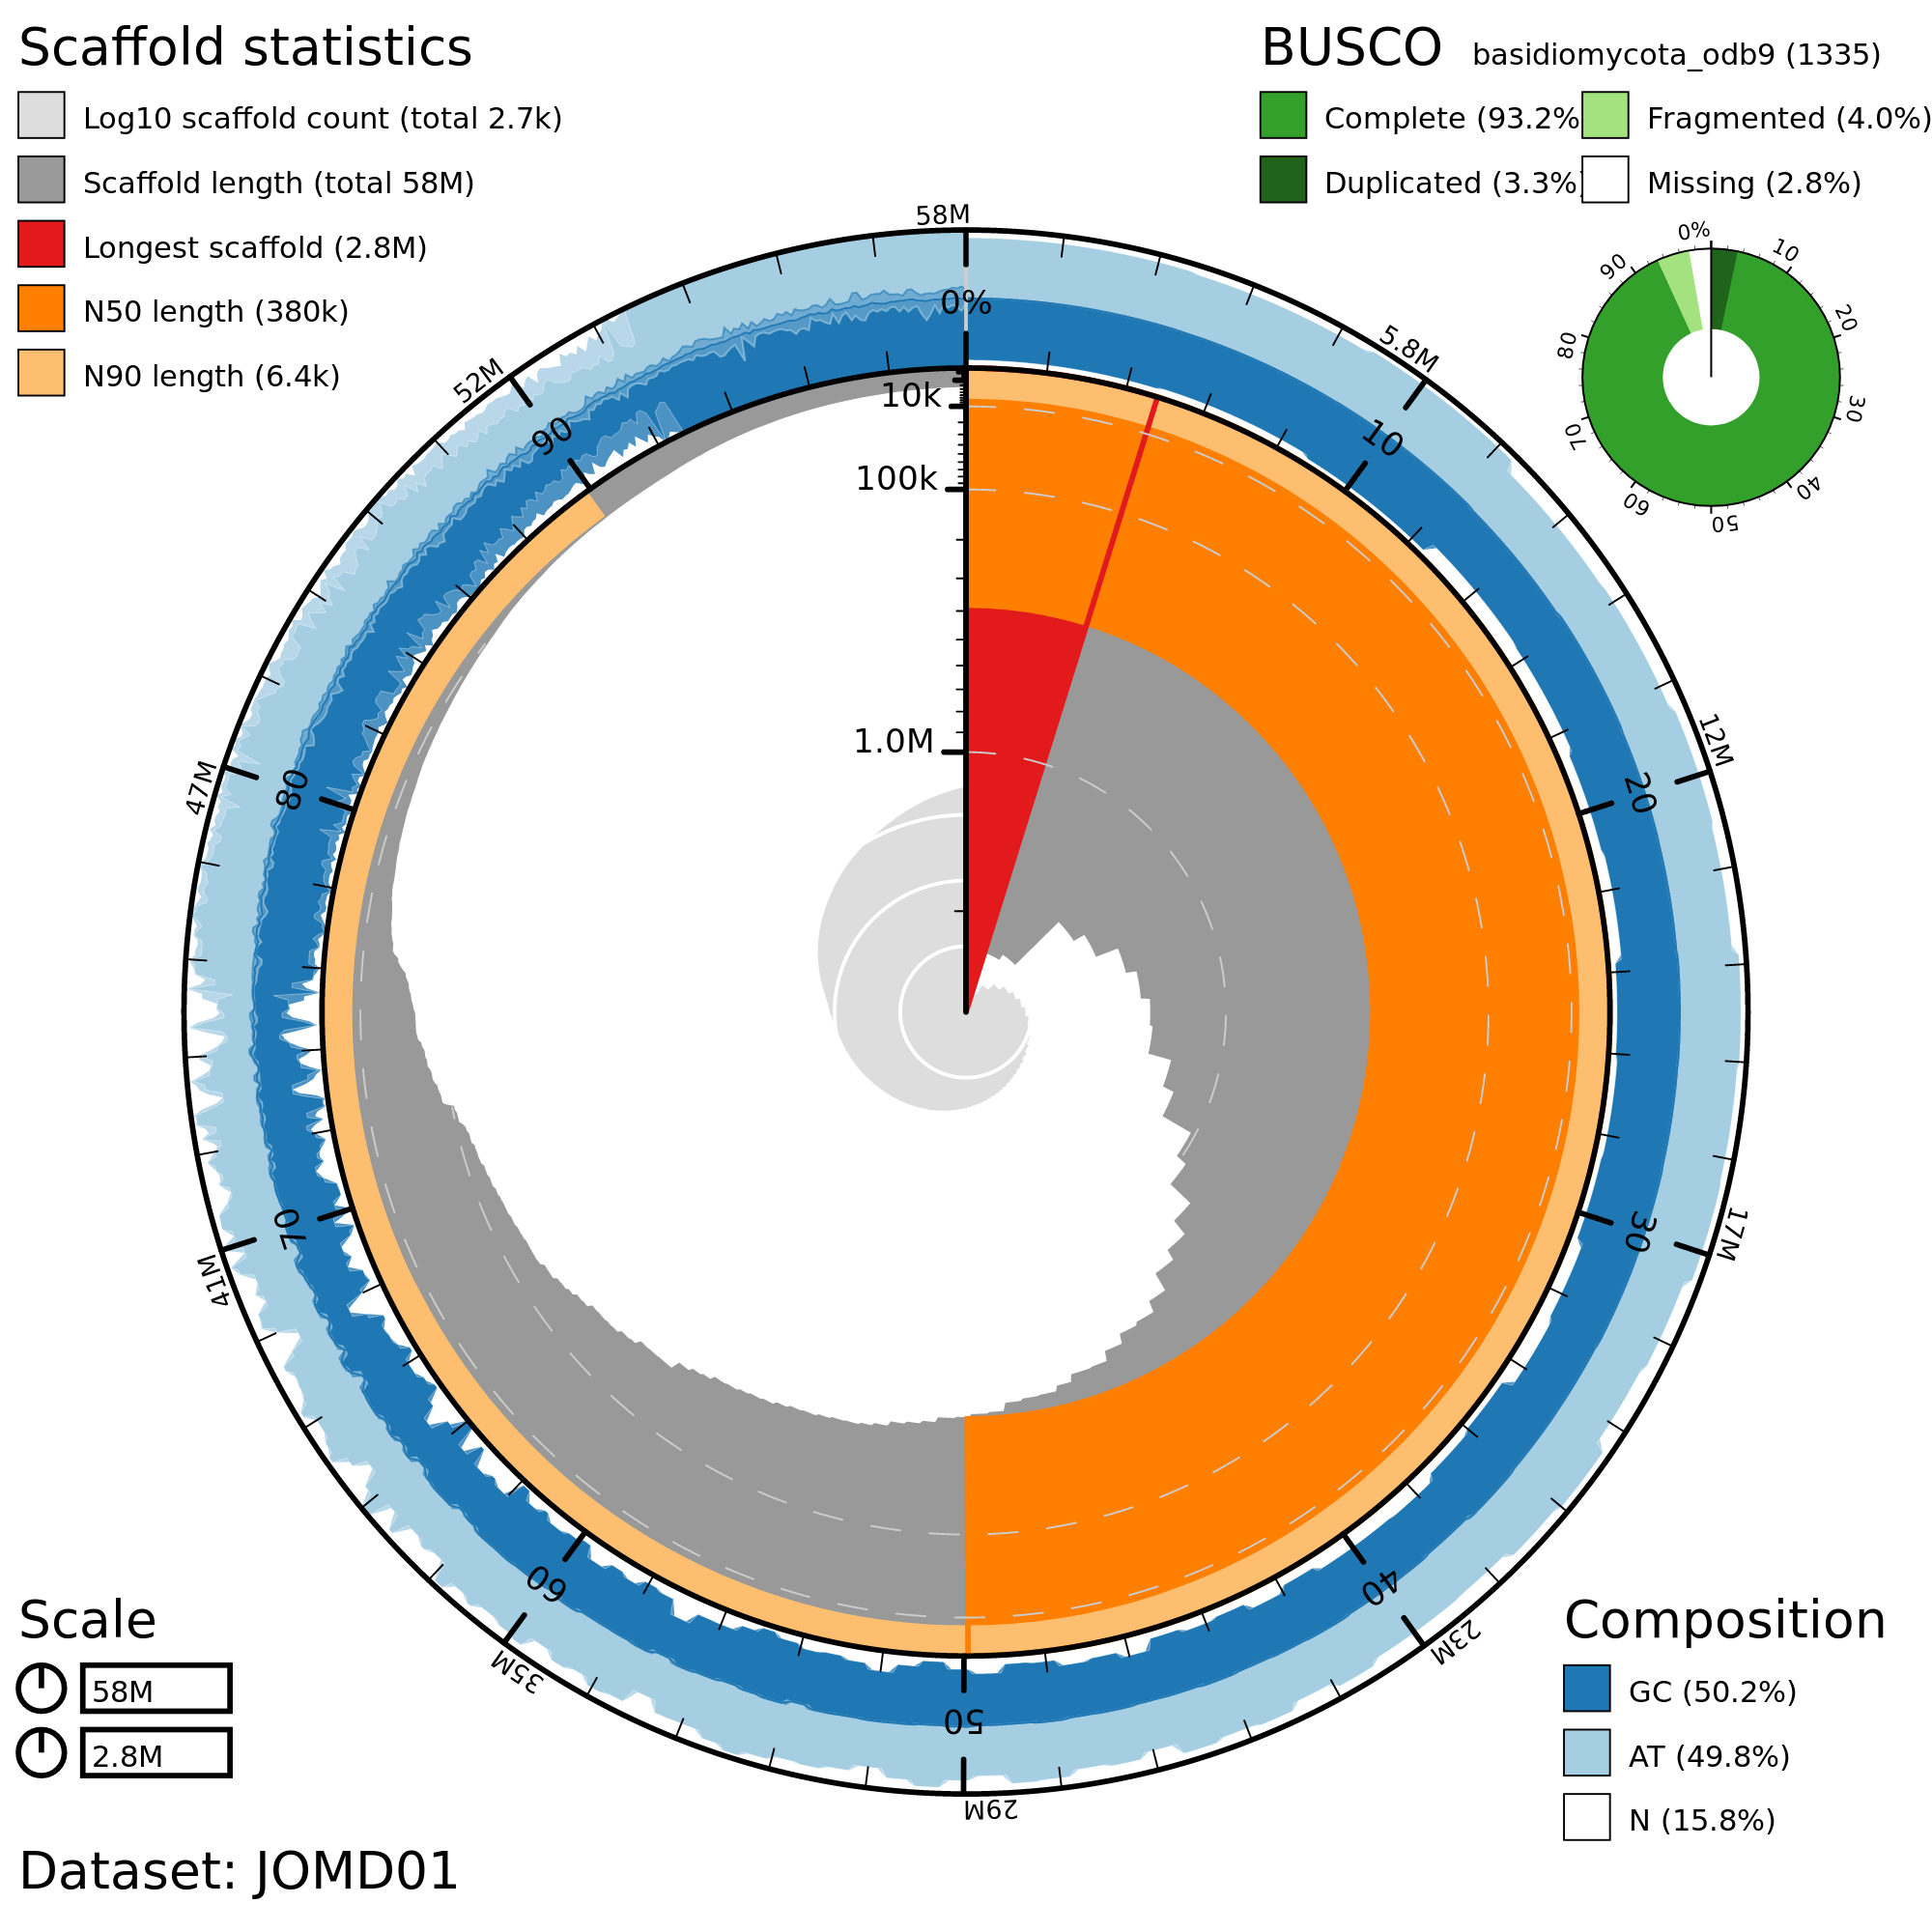 Scaffold statistics
Log10 scaffold count (total 2.7k)
Scaffold length (total 58M)
Longest scaffold (2.8M)
N50 length (380k)
N90 length (6.4k)
BUSCO basidiomycota_odb9 (1335)
Complete (93.2%
Fragmented (4.0%)
Duplicated (3.3%)
Missing (2.8%)
0%
10
20
30
40
50
60
70
80
90
58M
5.8M
12M
17M
23M
29M
35M
41M
47M
52M
0%
10
20
30
40
50
60
70
80
90
10k
100k
1.0M
Scale
58M
2.8M
Composition
GC (50.2%)
AT (49.8%)
N (15.8%)
Dataset: JOMD01